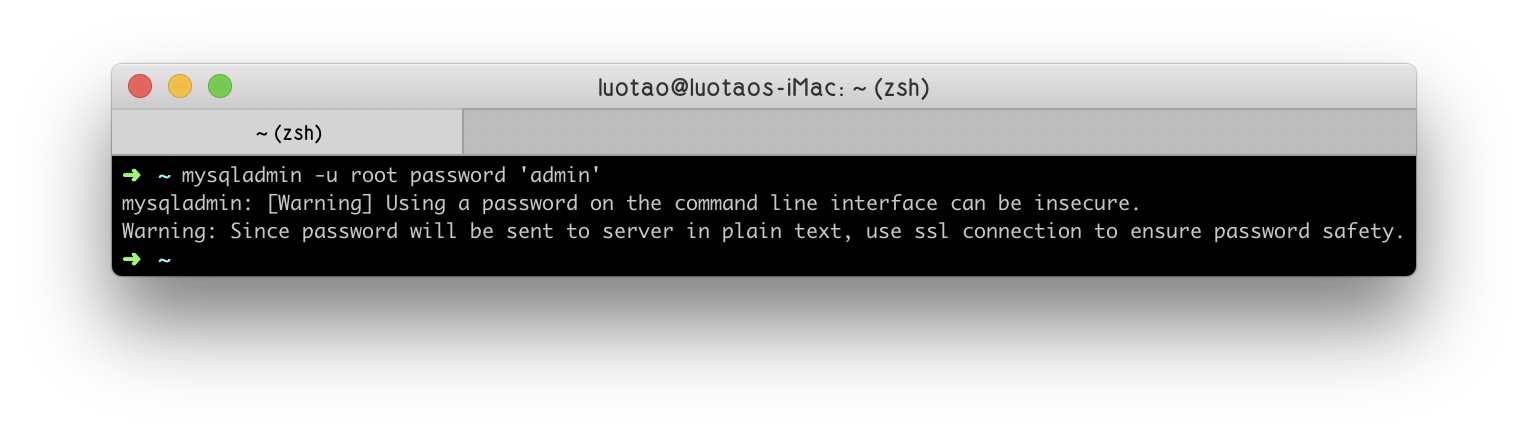 luotao@luotaos-iMac: ~ (zsh)
~ (zsh)
➜ ~ mysqladmin -u root password 'admin'
mysqladmin: [Warning] Using a password on the command line interface can be insecure.
Warning: Since password will be sent to server in plain text, use ssl connection to ensure password safety.
➜ ~